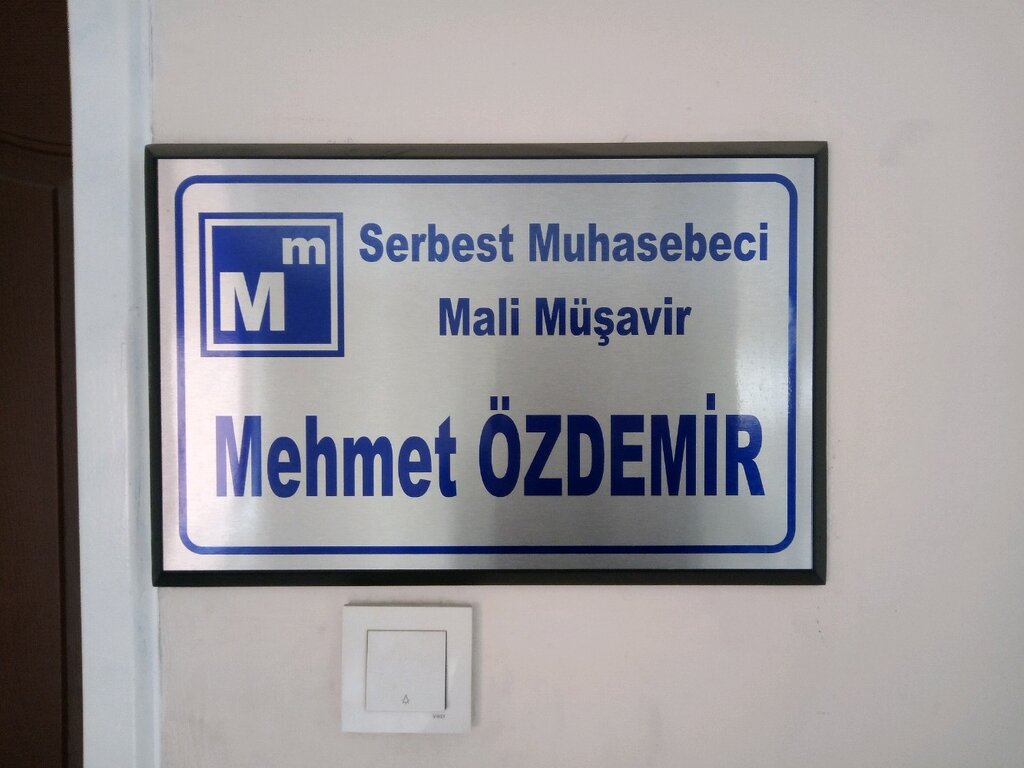 Mm
Serbest Muhasebeci
Mali Müşavir
Mehmet ÖZDEMİR